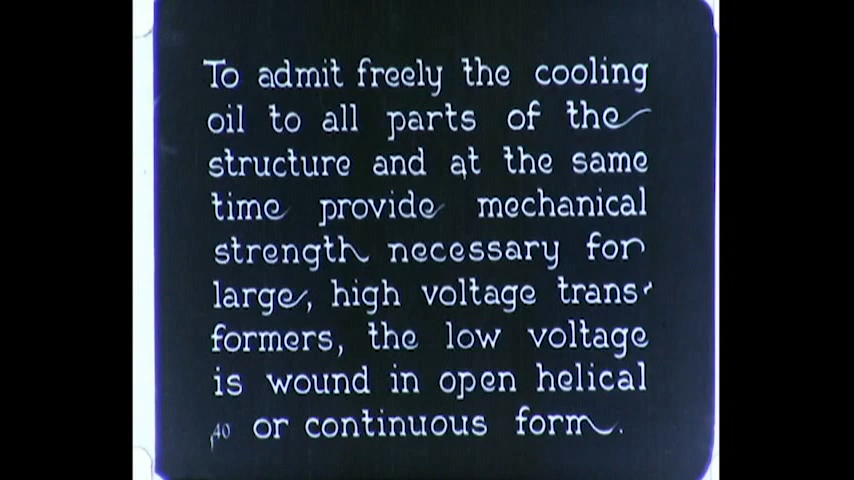 To admit freely the cooling
oil to all parts of the
structure and at the same
time provide mechanical
strength necessary for
large, high voltage trans-
formers, the low voltage
is wound in open helical
40 or continuous form.